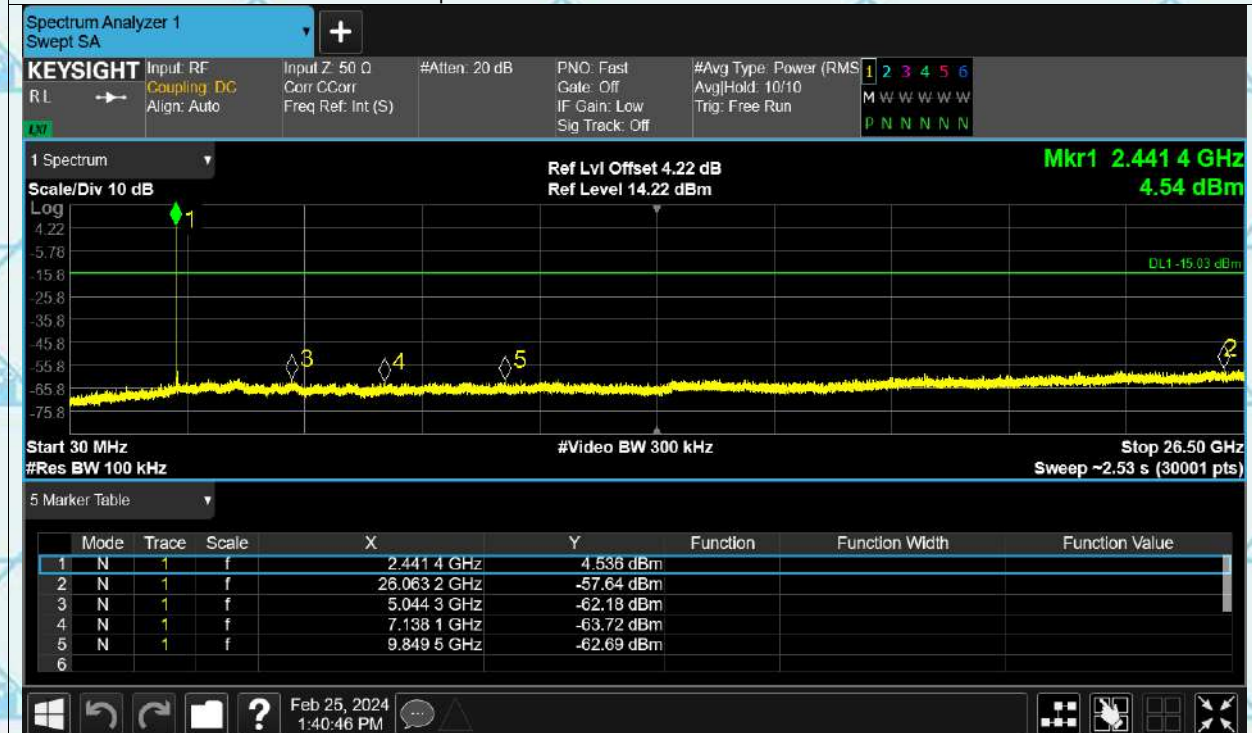 Spectrum Analyzer 1
Swept SA
+
KEYSIGHT
RL
LXI
Input: RF
Coupling: DC
Align: Auto
Input Z: 50 Ω
Corr CCorr
Freq Ref: Int (S)
#Atten: 20 dB
PNO: Fast
Gate: Off
IF Gain: Low
Sig Track: Off
#Avg Type: Power (RMS
Avg|Hold: 10/10
Trig: Free Run
1 2 3 4 5 6
M W W W W W
P N N N N N
1 Spectrum
Scale/Div 10 dB
Ref Lvl Offset 4.22 dB
Ref Level 14.22 dBm
Mkr1 2.441 4 GHz
4.54 dBm
Log
4.22
-5.78
-15.8
-25.8
-35.8
-45.8
-55.8
-65.8
-75.8
1
DL1 -15.03 dBm
3
4
5
2
Start 30 MHz
#Res BW 100 kHz
#Video BW 300 kHz
Stop 26.50 GHz
Sweep ~2.53 s (30001 pts)
5 Marker Table
Mode Trace Scale X Y Function Function Width Function Value
1 N 1 f 2.441 4 GHz 4.536 dBm
2 N 1 f 26.063 2 GHz -57.64 dBm
3 N 1 f 5.044 3 GHz -62.18 dBm
4 N 1 f 7.138 1 GHz -63.72 dBm
5 N 1 f 9.849 5 GHz -62.69 dBm
6
?
Feb 25, 2024
1:40:46 PM